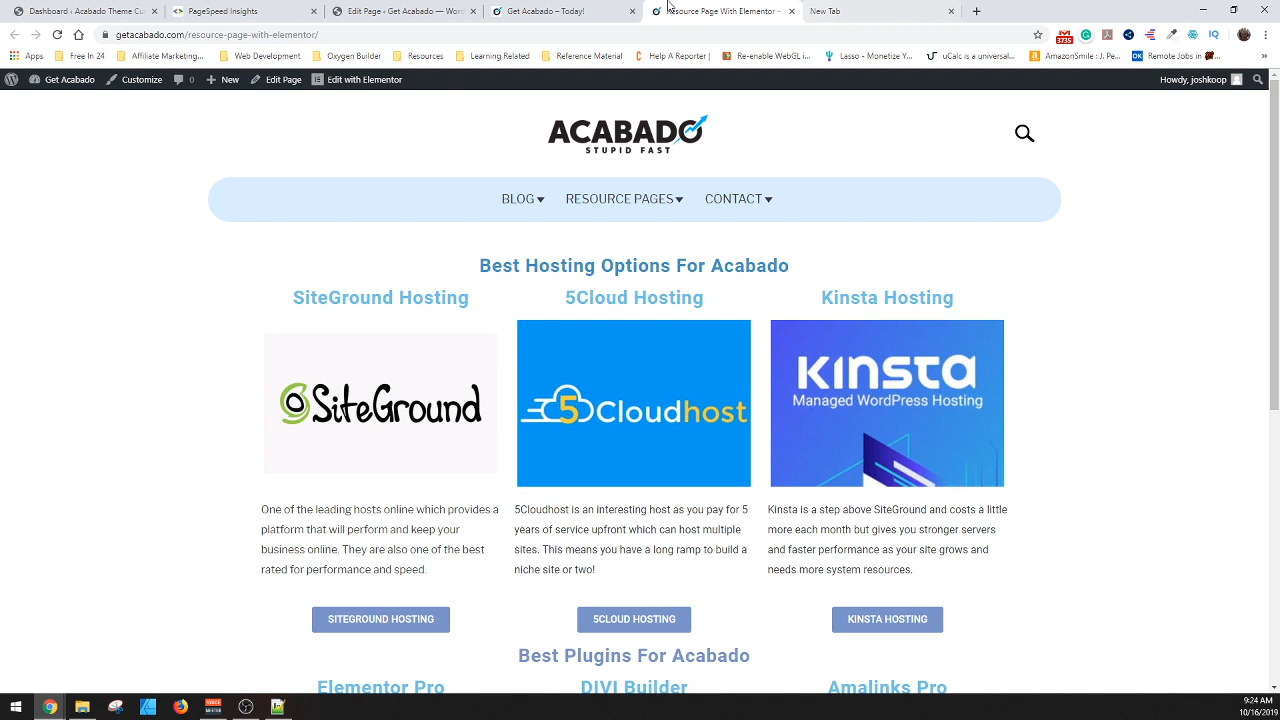 Dashboard ‹ Acabado Theme Cu
PageSpeed Insights
Edit Page ‹ Get Acabado — Wor
Get Acabado – Today!
Resource Page With Elementor –
New Tab
getacabado.com/resource-page-with-elementor/
3735
IQ
Apps
Free In 24
Affiliate Marketing...
Web Development
Oxygen Builder
Resources
Learning Related
Reference Material
Help A Reporter |
Re-enable WebGL i...
Lasso - Monetize Y...
uCalc is a universa...
AmazonSmile : J. Pe...
OK
Remote Jobs in
Get Acabado
Customize
0
New
Edit Page
Edit with Elementor
Howdy, joshkoop
ACABADO
STUPID FAST
BLOG
RESOURCE PAGES
CONTACT
Best Hosting Options For Acabado
SiteGround Hosting
5Cloud Hosting
Kinsta Hosting
SiteGround
5Cloudhost
KINSTA
Managed WordPress Hosting
One of the leading hosts online which provides a
platform that will perform and keep your
business online. They are also one of the best
rated for performance and speed.
5Cloudhost is an interesting host as you pay for 5
years of service upfront which can host multiple
sites. This means you have a long ramp to build a
niche site or two!
Kinsta is a step above SiteGround and costs a little
more each month but gives you stronger servers
and faster performance as your site grows and
needs more system resources.
SITEGROUND HOSTING
5CLOUD HOSTING
KINSTA HOSTING
Best Plugins For Acabado
Elementor Pro
DIVI Builder
Amalinks Pro
9:24 AM
10/16/2019